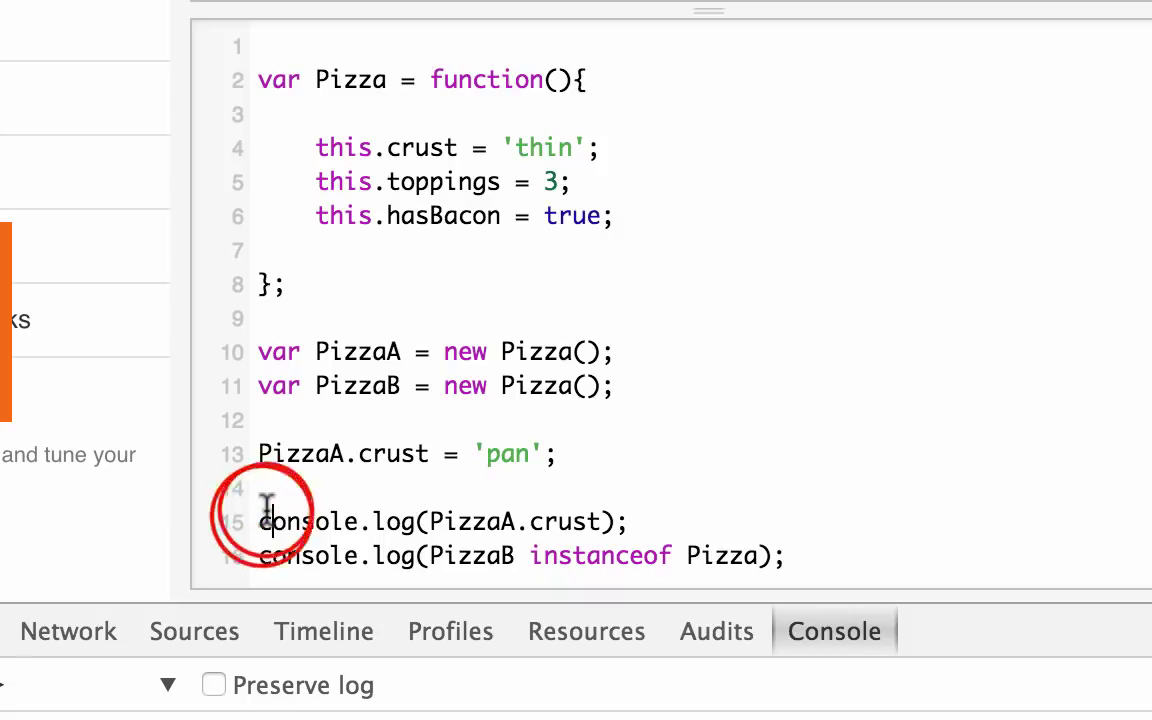 1
2 var Pizza = function(){
3
4 this.crust = 'thin';
5 this.toppings = 3;
6 this.hasBacon = true;
7
8 };
9
ks
10 var PizzaA = new Pizza();
11 var PizzaB = new Pizza();
12
and tune your
13 PizzaA.crust = 'pan';
14
15 console.log(PizzaA.crust);
16 console.log(PizzaB instanceof Pizza);
Network Sources Timeline Profiles Resources Audits Console
▼ Preserve log